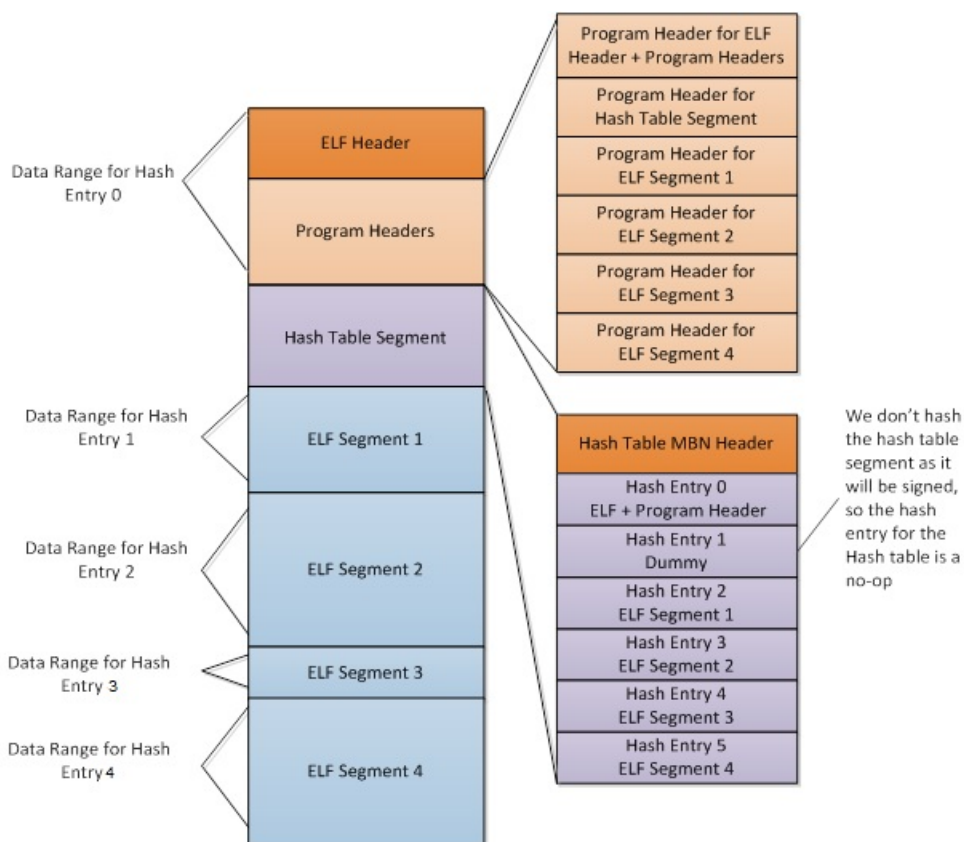 Data Range for Hash
Entry 0
ELF Header
Program Headers
Hash Table Segment
Data Range for Hash
Entry 1
ELF Segment 1
Data Range for Hash
Entry 2
ELF Segment 2
Data Range for Hash
Entry 3
ELF Segment 3
Data Range for Hash
Entry 4
ELF Segment 4
Program Header for ELF
Header + Program Headers
Program Header for
Hash Table Segment
Program Header for
ELF Segment 1
Program Header for
ELF Segment 2
Program Header for
ELF Segment 3
Program Header for
ELF Segment 4
Hash Table MBN Header
Hash Entry 0
ELF + Program Header
Hash Entry 1
Dummy
Hash Entry 2
ELF Segment 1
Hash Entry 3
ELF Segment 2
Hash Entry 4
ELF Segment 3
Hash Entry 5
ELF Segment 4
We don't hash
the hash table
segment as it
will be signed,
so the hash
entry for the
Hash table is a
no-op